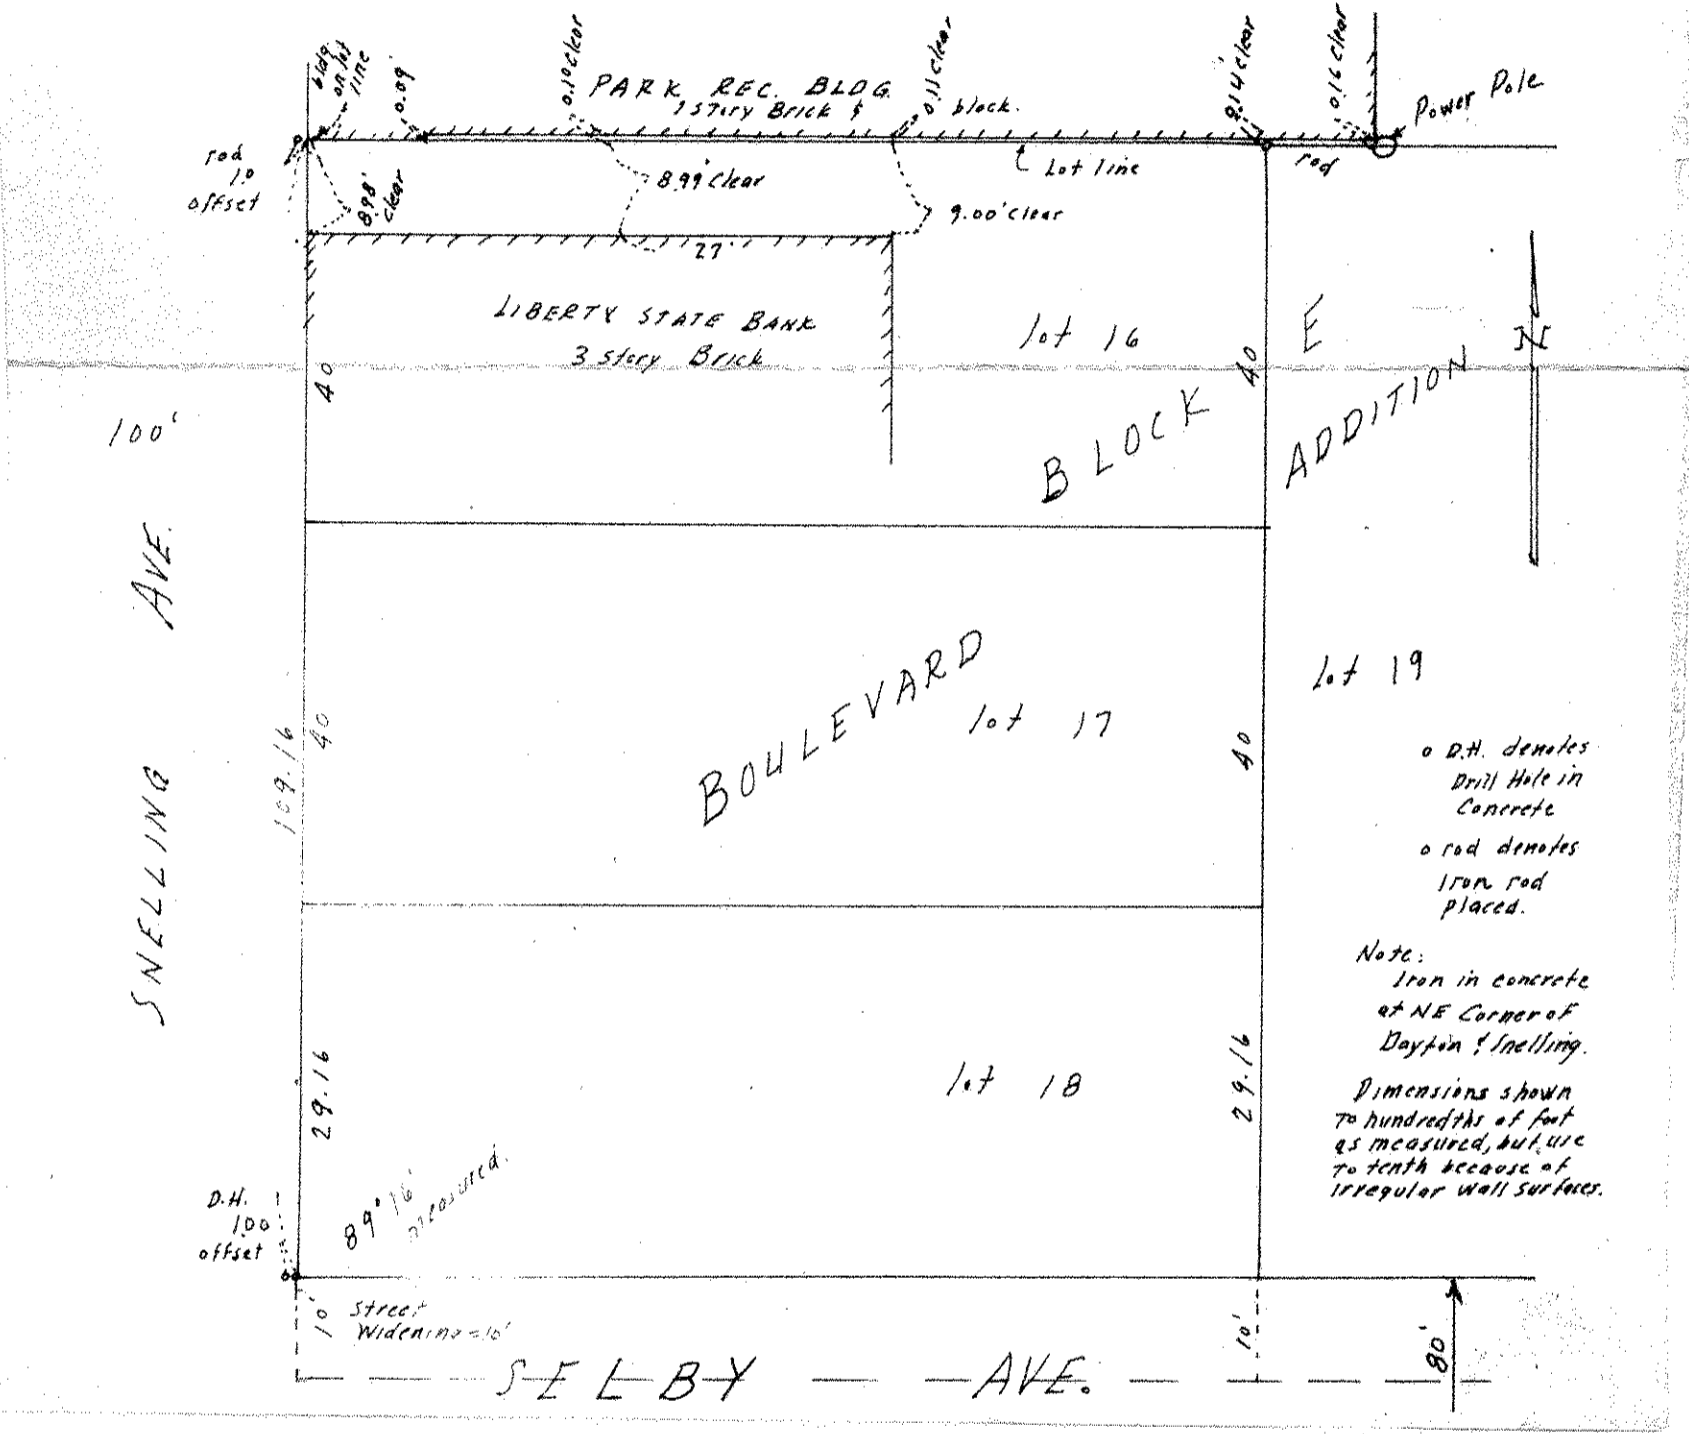 bldg.
on lot
line
0.09'
0.10 clear
PARK REC. BLDG.
1 Story Brick & block.
0.11 clear
0.14' clear
0.16 clear
Power Pole
rod
1.0
offset
8.98'
clear
8.99' clear
Lot line
rod
9.00' clear
27'
LIBERTY STATE BANK
3 story Brick
lot 16
E
N
40
40
100'
BLOCK
ADDITION
SNELLING AVE.
BOULEVARD
lot 17
lot 19
109.16
40
40
o D.H. denotes
Drill Hole in
Concrete
o rod denotes
Iron rod
placed.
Note:
Iron in concrete
at NE Corner of
Dayton & Snelling.
Dimensions shown
to hundredths of foot
as measured, but use
to tenth because of
irregular wall surfaces.
29.16
29.16
lot 18
D.H.
1.00
offset
89° 16'
measured.
10'
Street
Widening = 10'
10'
80'
SELBY AVE.